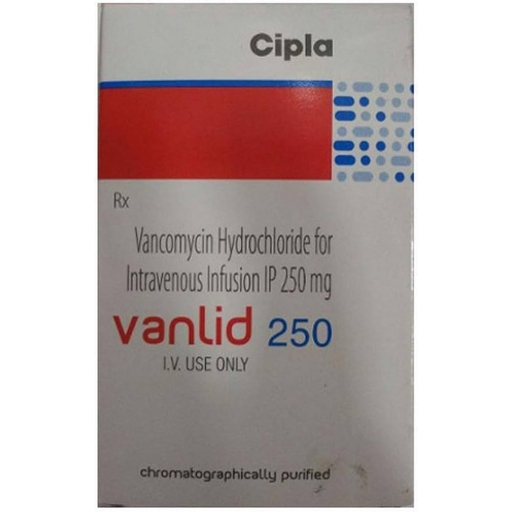 Cipla
Rx
Vancomycin Hydrochloride for
Intravenous Infusion IP 250 mg
vanlid 250
I.V. USE ONLY
chromatographically purified